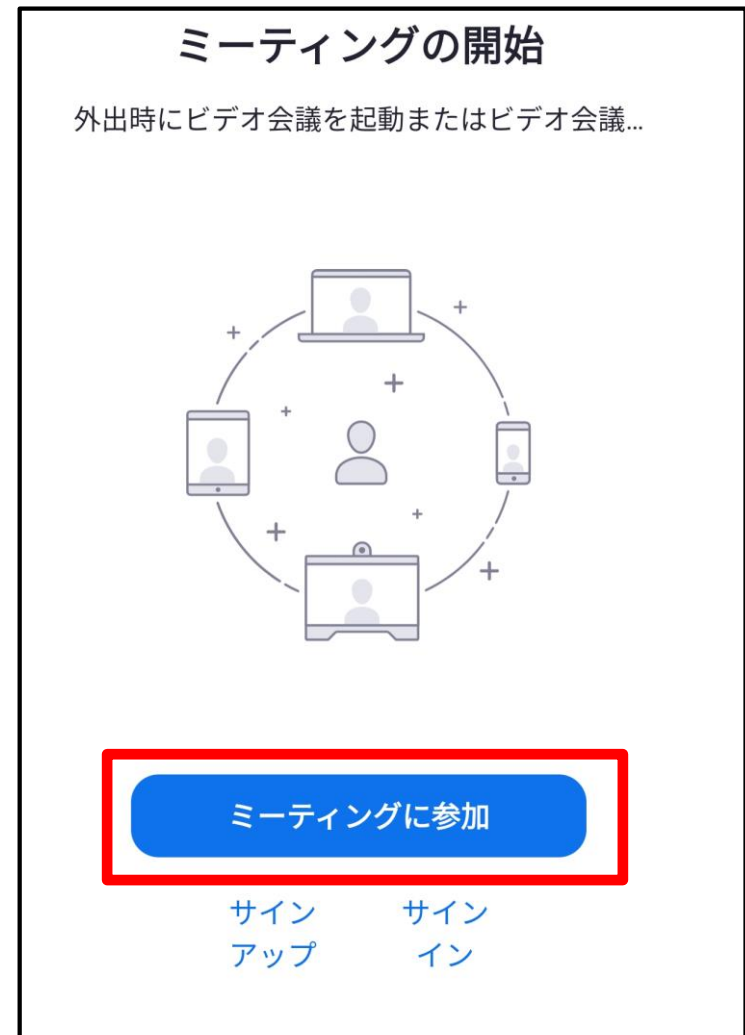 ミーティングの開始
外出時にビデオ会議を起動またはビデオ会議...
ミーティングに参加
サイン
アップ
サイン
イン